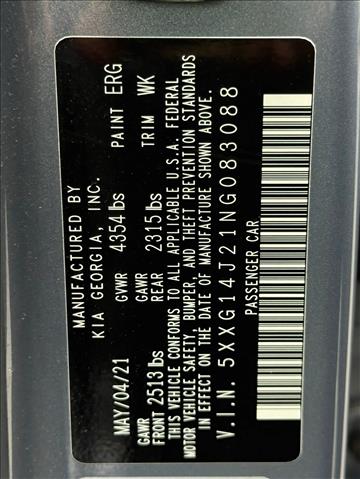 MANUFACTURED BY
KIA GEORGIA, INC.
MAY/04/21 GVWR 4354 lbs PAINT ERG
GAWR FRONT 2513 lbs GAWR REAR 2315 lbs TRIM WK
THIS VEHICLE CONFORMS TO ALL APPLICABLE U.S.A. FEDERAL
MOTOR VEHICLE SAFETY, BUMPER, AND THEFT PREVENTION STANDARDS
IN EFFECT ON THE DATE OF MANUFACTURE SHOWN ABOVE.
V.I.N. 5XXG14J21NG083088
PASSENGER CAR